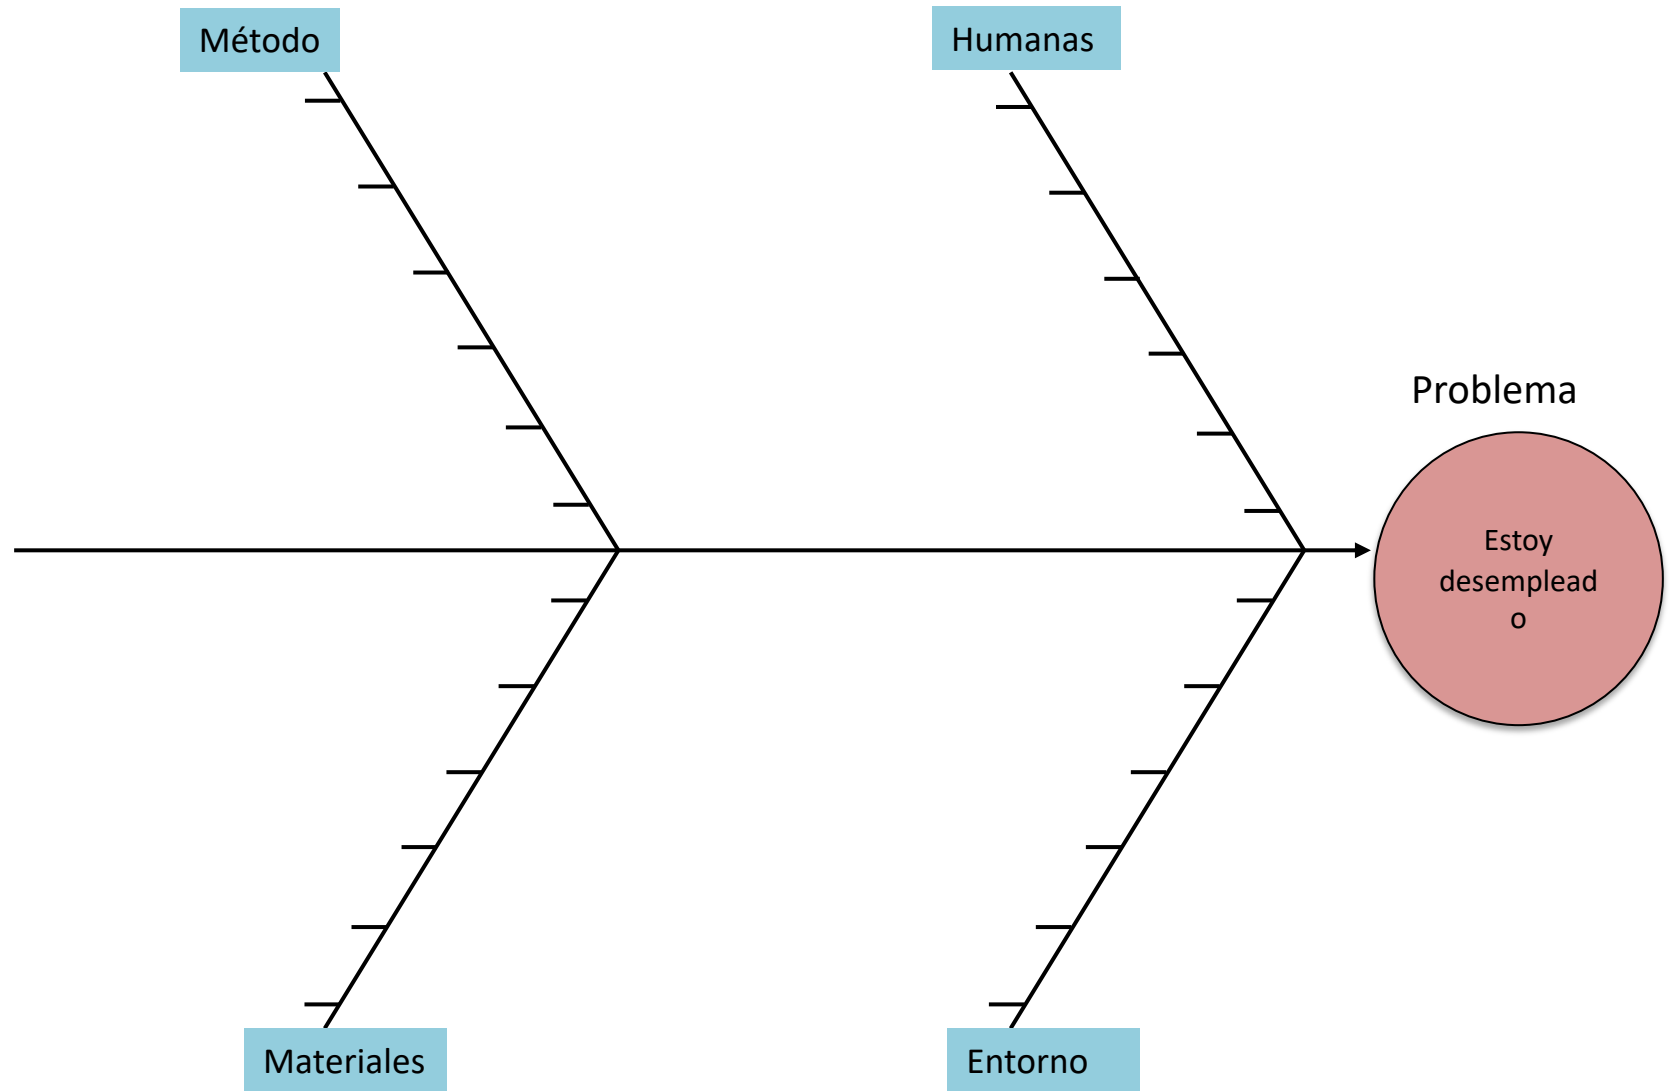 Método
Humanas
Problema
Estoy
desemplead
o
Materiales
Entorno